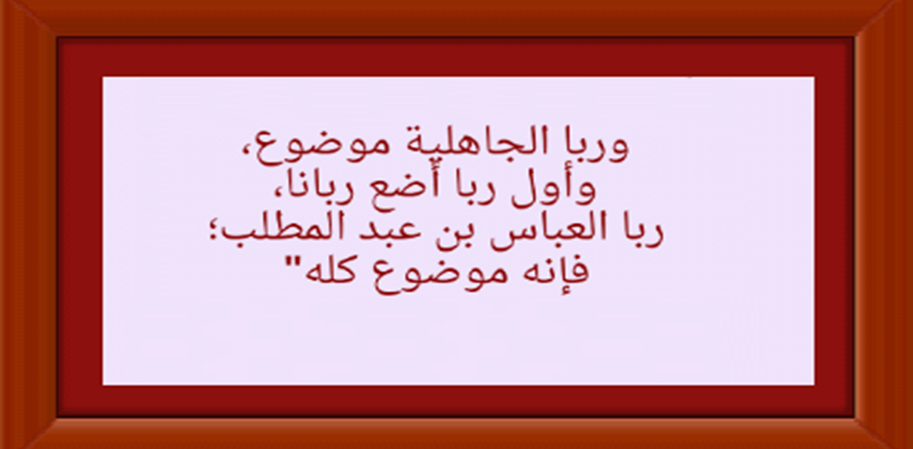 وربا الجاهلية موضوع،
وأول ربا أضع ربانا،
ربا العباس بن عبد المطلب؛
فإنه موضوع كله"